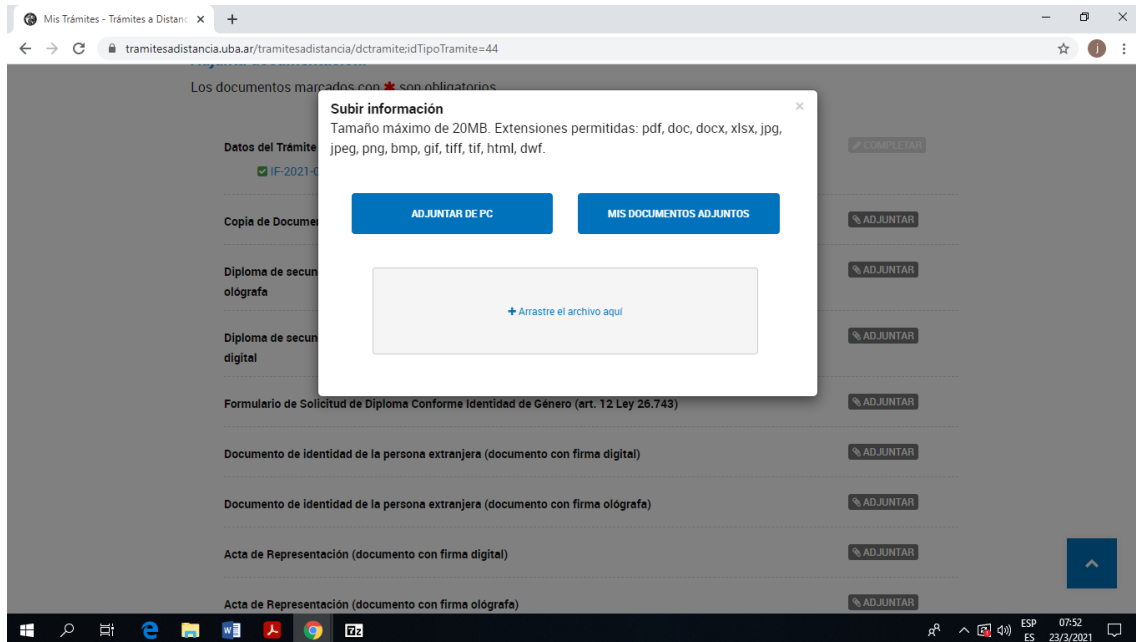 Mis Trámites - Trámites a Distanc
tramitesadistancia.uba.ar/tramitesadistancia/dctramite;idTipoTramite=44
j
Los documentos marcados con * son obligatorios
Subir información
Tamaño máximo de 20MB. Extensiones permitidas: pdf, doc, docx, xlsx, jpg,
jpeg, png, bmp, gif, tiff, tif, html, dwf.
Datos del Trámite
COMPLETAR
IF-2021-0
ADJUNTAR DE PC
MIS DOCUMENTOS ADJUNTOS
Copia de Docume
ADJUNTAR
Diploma de secun
ológrafa
ADJUNTAR
+ Arrastre el archivo aquí
Diploma de secun
digital
ADJUNTAR
Formulario de Solicitud de Diploma Conforme Identidad de Género (art. 12 Ley 26.743)
ADJUNTAR
Documento de identidad de la persona extranjera (documento con firma digital)
ADJUNTAR
Documento de identidad de la persona extranjera (documento con firma ológrafa)
ADJUNTAR
Acta de Representación (documento con firma digital)
ADJUNTAR
Acta de Representación (documento con firma ológrafa)
ADJUNTAR
ESP
ES
07:52
23/3/2021